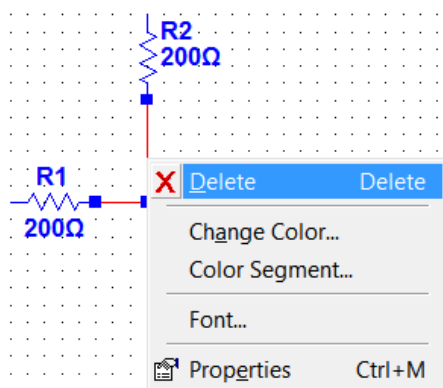 R2
200Ω
R1
200Ω
Delete Delete
Change Color...
Color Segment...
Font...
Properties Ctrl+M